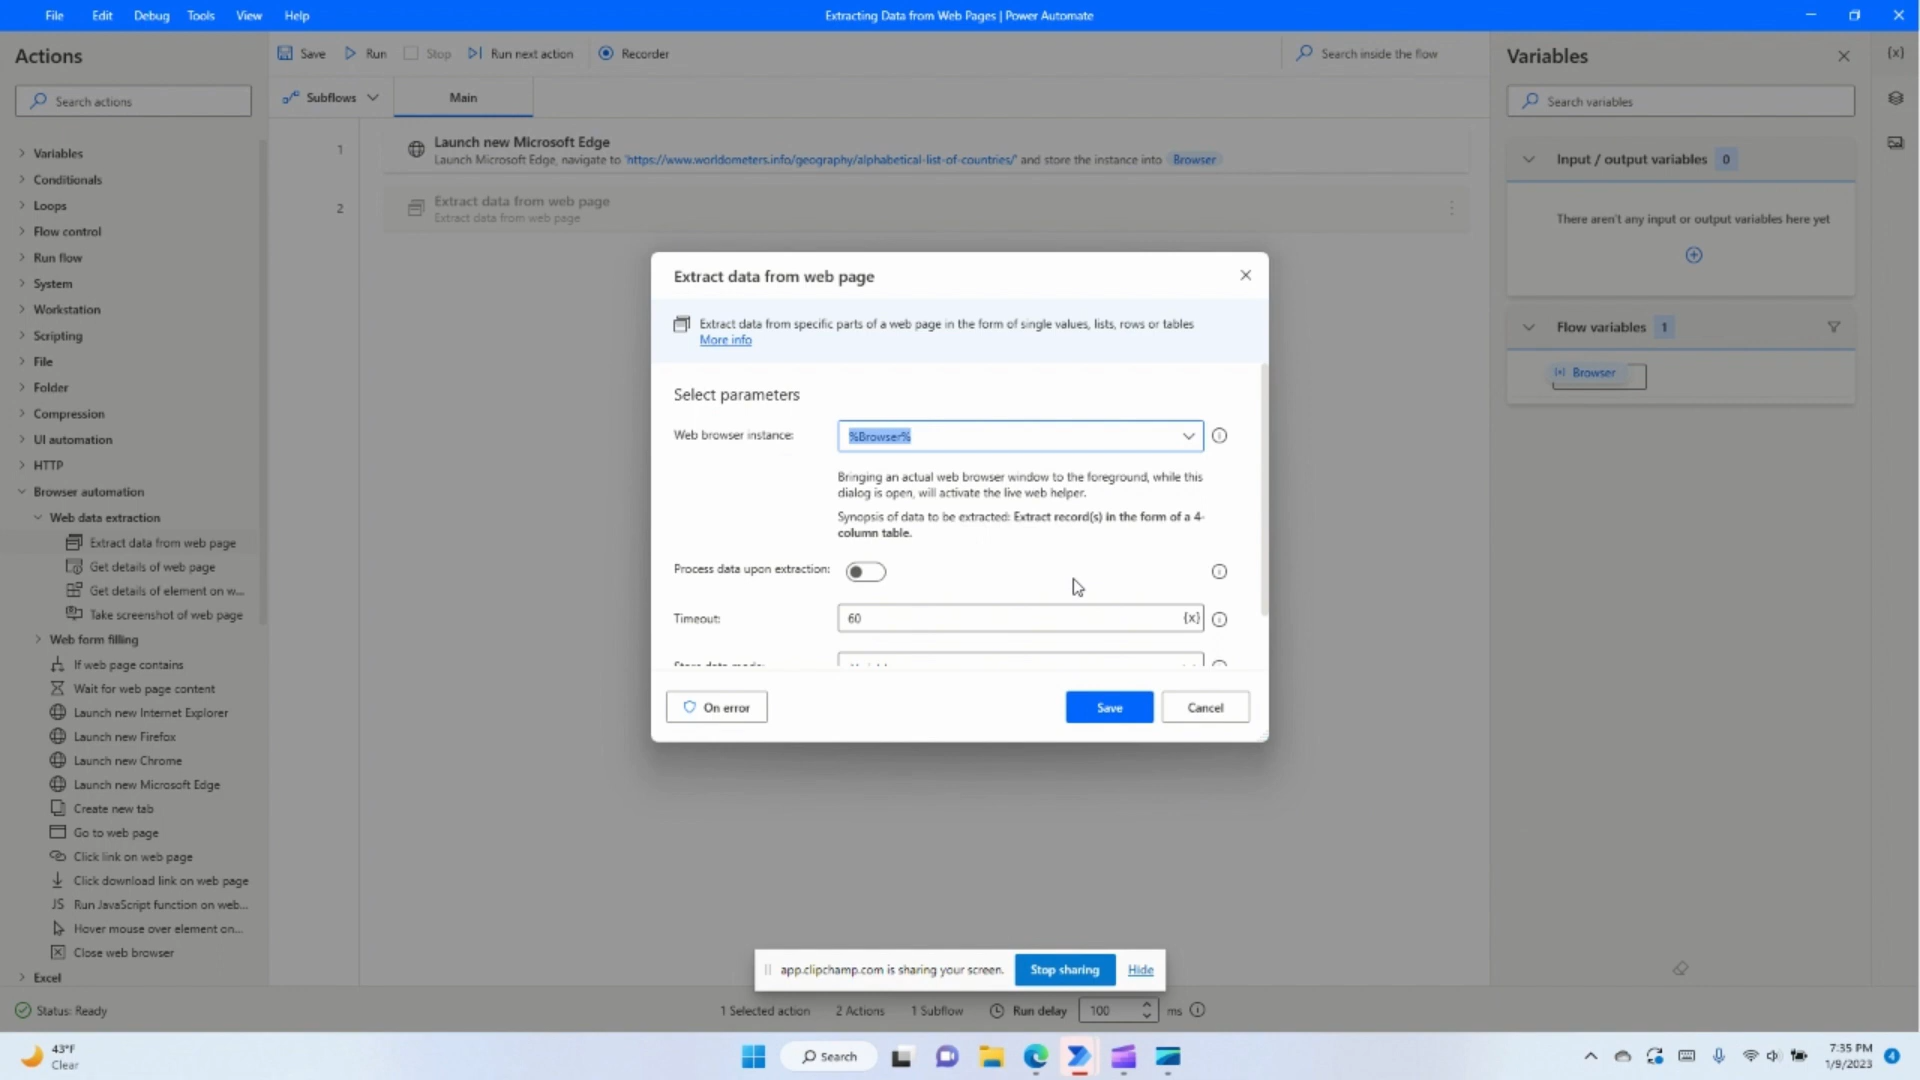 File Edit Debug Tools View Help
Extracting Data from Web Pages | Power Automate
Actions
Search actions
Variables
Conditionals
Loops
Flow control
Run flow
System
Workstation
Scripting
File
Folder
Compression
UI automation
HTTP
Browser automation
Web data extraction
Extract data from web page
Get details of web page
Get details of element on w...
Take screenshot of web page
Web form filling
If web page contains
Wait for web page content
Launch new Internet Explorer
Launch new Firefox
Launch new Chrome
Launch new Microsoft Edge
Create new tab
Go to web page
Click link on web page
Click download link on web page
JS Run JavaScript function on web...
Hover mouse over element on...
Close web browser
Excel
Save Run Stop Run next action Recorder
Search inside the flow
Subflows Main
1
Launch new Microsoft Edge
Launch Microsoft Edge, navigate to 'https://www.worldometers.info/geography/alphabetical-list-of-countries/' and store the instance into Browser
2
Extract data from web page
Extract data from web page
Extract data from web page
Extract data from specific parts of a web page in the form of single values, lists, rows or tables
More info
Select parameters
Web browser instance: %Browser%
Bringing an actual web browser window to the foreground, while this
dialog is open, will activate the live web helper.
Synopsis of data to be extracted: Extract record(s) in the form of a 4-
column table.
Process data upon extraction:
Timeout: 60 {x}
On error Save Cancel
Variables
{x}
Search variables
Input / output variables 0
There aren't any input or output variables here yet
Flow variables 1
Browser
app.clipchamp.com is sharing your screen. Stop sharing Hide
Status: Ready
1 Selected action 2 Actions 1 Subflow Run delay 100 ms
43°F
Clear
Search
7:35 PM
1/9/2023
4